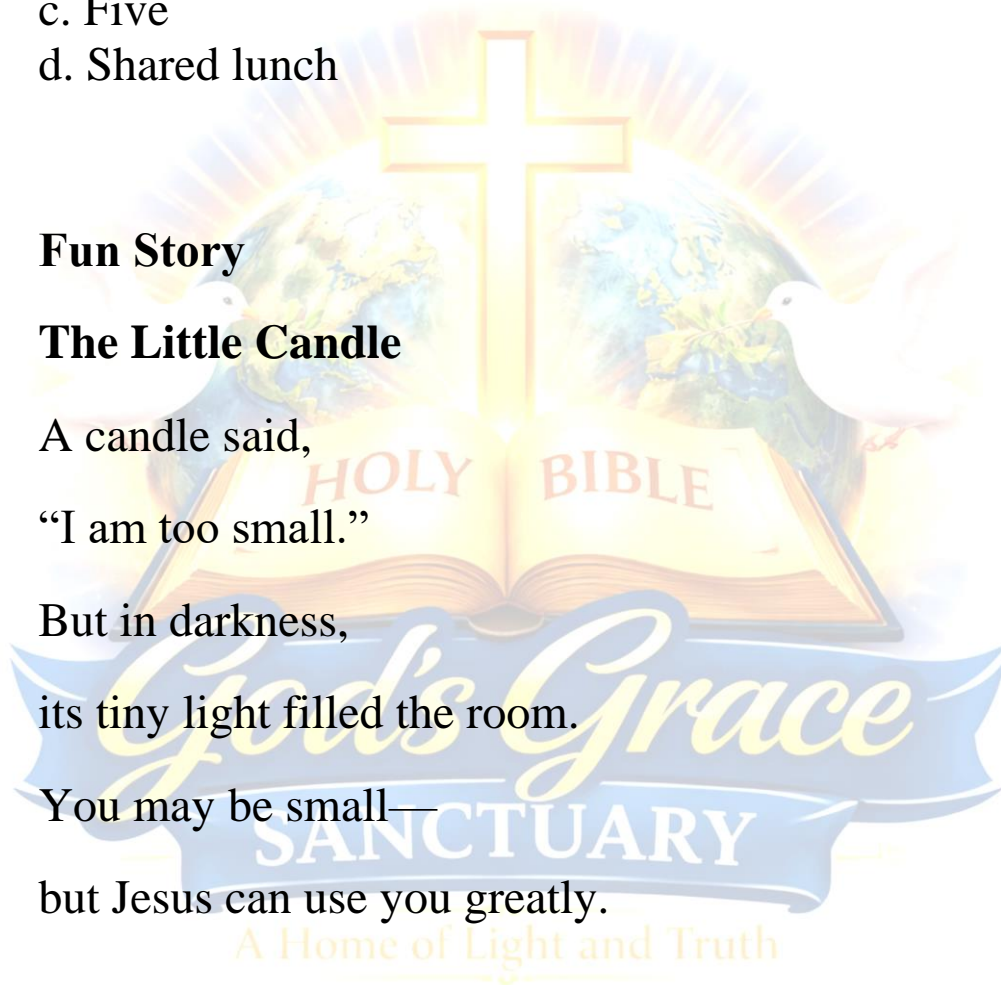 c. Five
d. Shared lunch
Fun Story
The Little Candle
A candle said,
HOLY BIBLE
“I am too small.”
But in darkness,
God's Grace
its tiny light filled the room.
You may be small—
SANCTUARY
but Jesus can use you greatly.
A Home of Light and Truth